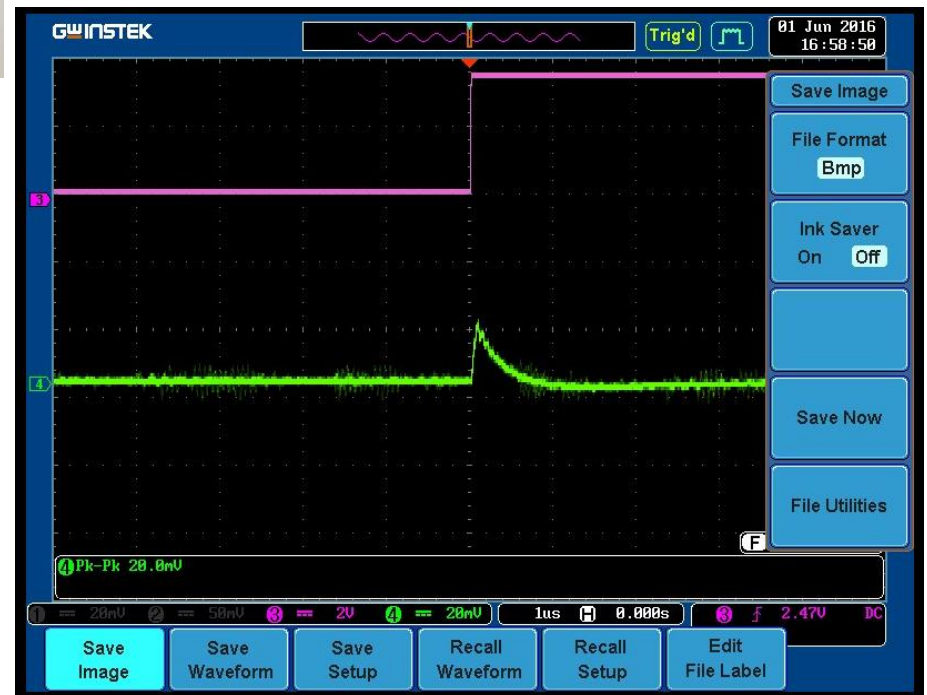 GWINSTEK
Trig'd
01 Jun 2016
16:58:50
Save Image
File Format
Bmp
Ink Saver
On Off
Save Now
File Utilities
3
4
F
4 Pk-Pk 20.0mV
1 20mV 2 50mV 3 2V 4 20mV 1us H 0.000s 3 2.47V DC
Save Image
Save Waveform
Save Setup
Recall Waveform
Recall Setup
Edit File Label